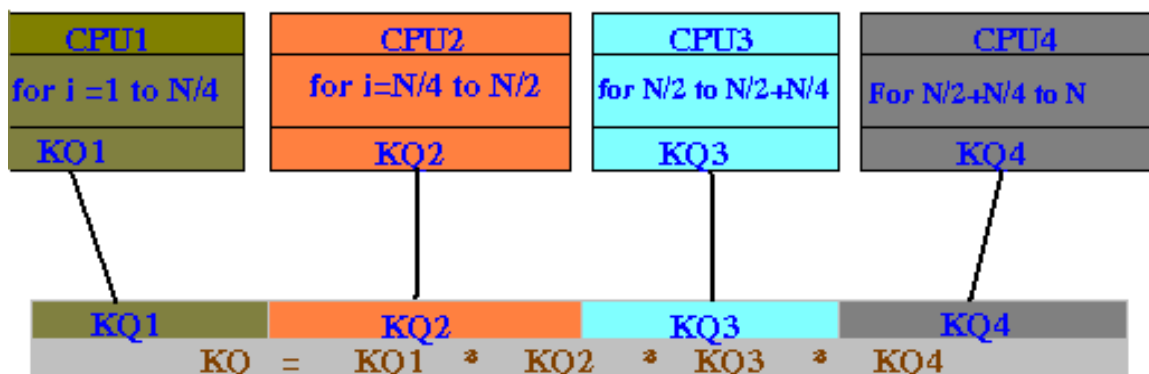 CPU1
for i =1 to N/4
KQ1
CPU2
for i=N/4 to N/2
KQ2
CPU3
for N/2 to N/2+N/4
KQ3
CPU4
For N/2+N/4 to N
KQ4
KQ1 KQ2 KQ3 KQ4
KQ = KQ1 * KQ2 * KQ3 * KQ4